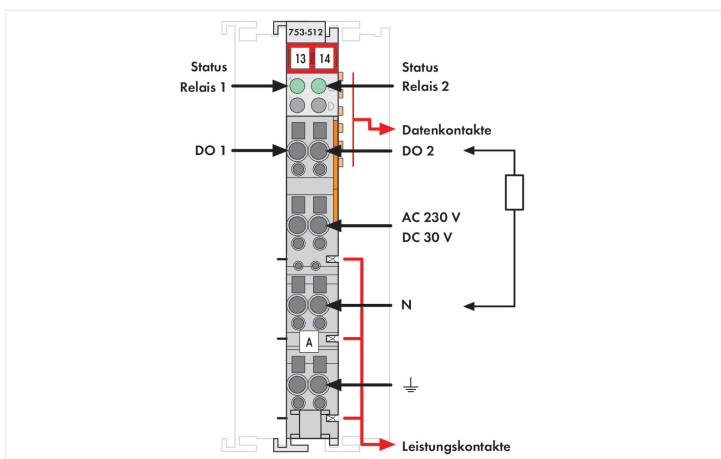 753-512
13 14
Status
Relais 1
Status
Relais 2
Datenkontakte
DO 1
DO 2
AC 230 V
DC 30 V
N
A
Leistungskontakte